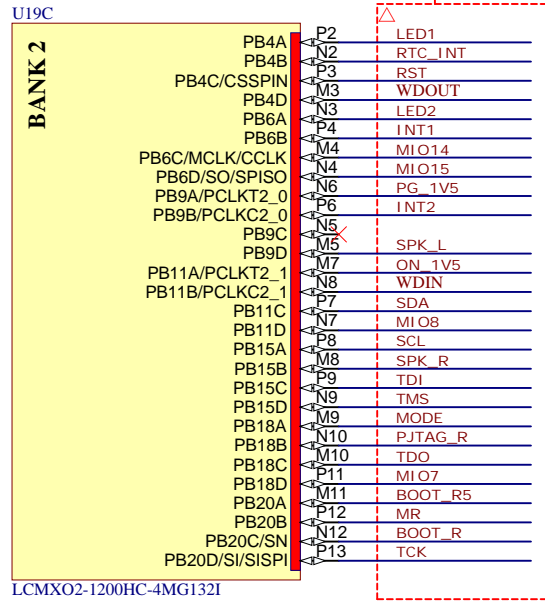 U19C
BANK 2
PB4A P2 LED1
PB4B N2 RTC_INT
PB4C/CSSPIN P3 RST
PB4D M3 WDOUT
PB6A N3 LED2
PB6B P4 INT1
PB6C/MCLK/CCLK M4 MIO14
PB6D/SO/SPISO N4 MIO15
PB9A/PCLKT2_0 N6 PG_1V5
PB9B/PCLKC2_0 P6 INT2
PB9C N5
PB9D M5 SPK_L
PB11A/PCLKT2_1 M7 ON_1V5
PB11B/PCLKC2_1 N8 WDIN
PB11C P7 SDA
PB11D N7 MIO8
PB15A P8 SCL
PB15B M8 SPK_R
PB15C P9 TDI
PB15D N9 TMS
PB18A M9 MODE
PB18B N10 PJTAG_R
PB18C M10 TDO
PB18D P11 MIO7
PB20A M11 BOOT_R5
PB20B P12 MR
PB20C/SN N12 BOOT_R
PB20D/SI/SISPI P13 TCK
LCMXO2-1200HC-4MG132I